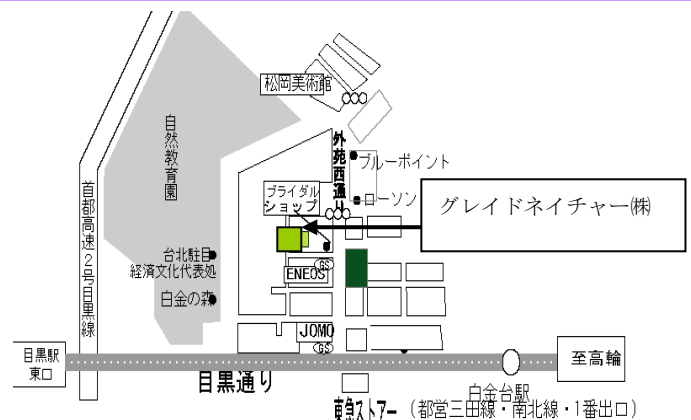 松岡美術館
自然教育園
外苑西通り
ブルーポイント
ブライダル
ショップ
ローソン
グレイドネイチャー㈱
首都高速2号目黒線
台北駐日
経済文化代表処
GS
ENEOS
白金の森
JOMO
GS
目黒駅
東口
至高輪
目黒通り
白金台駅
東急ストアー
(都営三田線・南北線・1番出口)